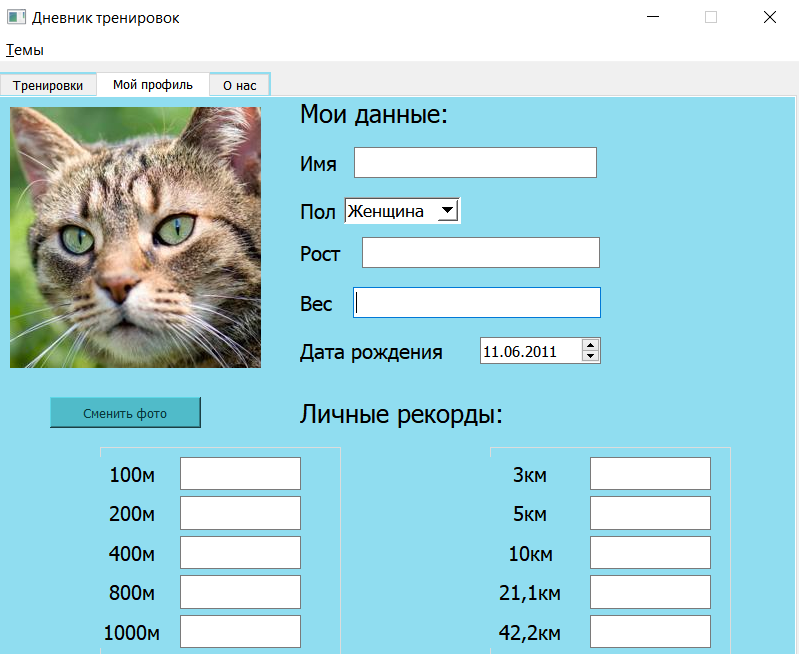 Дневник тренировок
Темы
Тренировки Мой профиль О нас
Мои данные:
Имя
Пол Женщина
Рост
Вес
Дата рождения 11.06.2011
Сменить фото
Личные рекорды:
100м 3км
200м 5км
400м 10км
800м 21,1км
1000м 42,2км